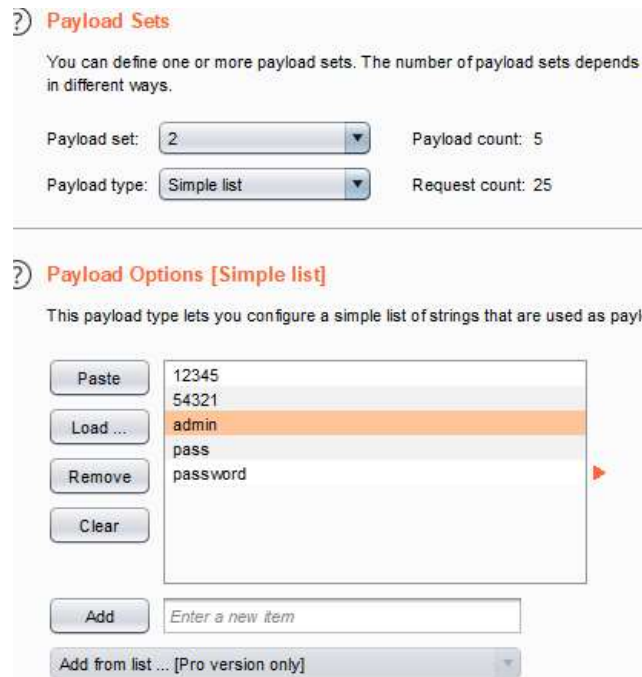 ? Payload Sets
You can define one or more payload sets. The number of payload sets depends
in different ways.
Payload set: 2 Payload count: 5
Payload type: Simple list Request count: 25
? Payload Options [Simple list]
This payload type lets you configure a simple list of strings that are used as payl
Paste
12345
54321
Load ...
admin
pass
Remove
password
Clear
Add
Enter a new item
Add from list ... [Pro version only]